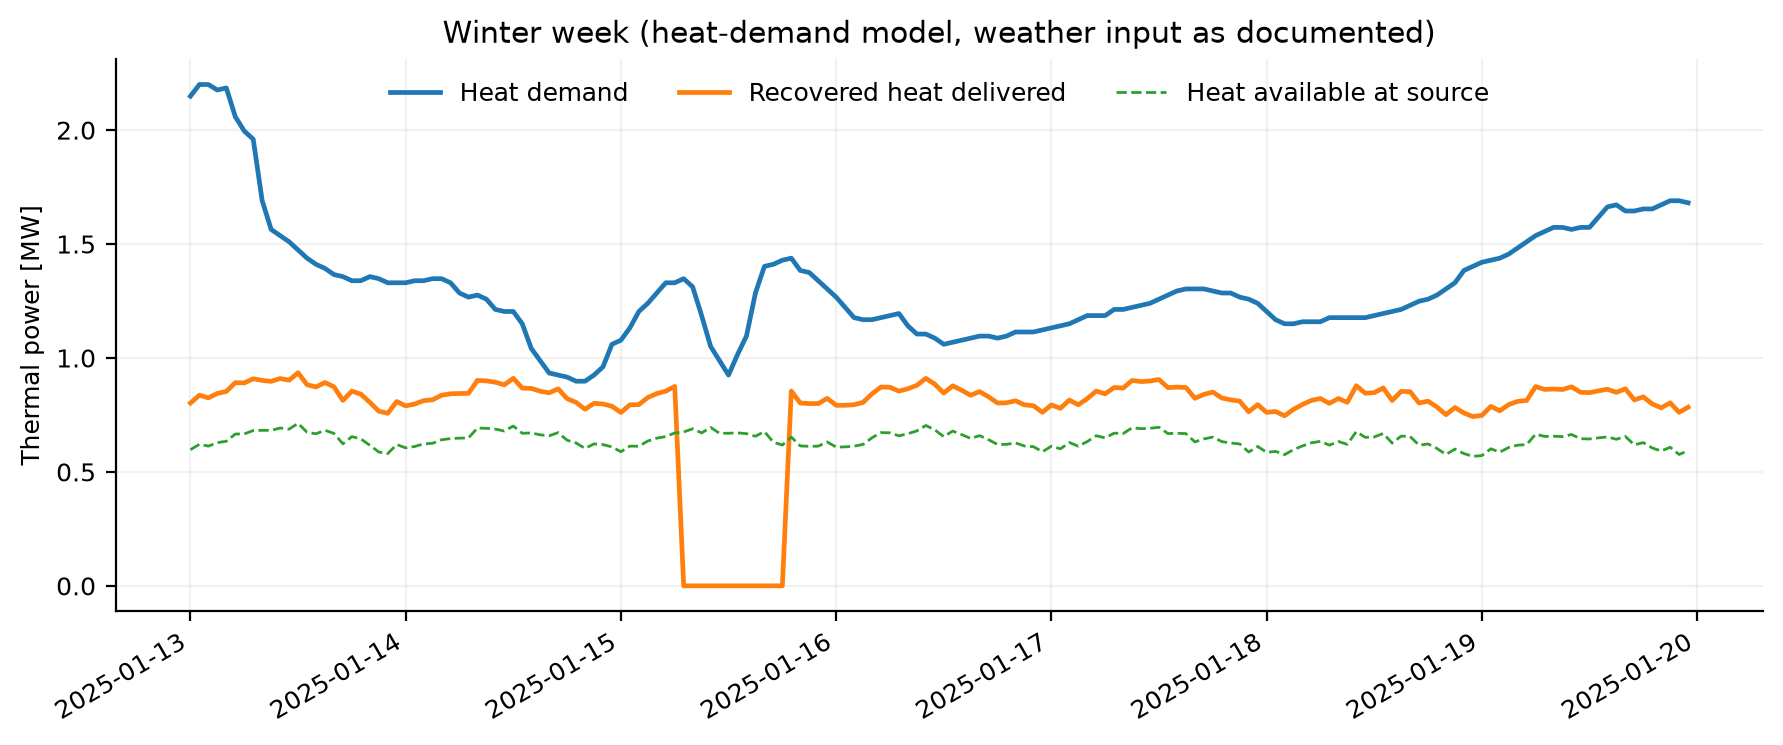 Winter week (heat-demand model, weather input as documented)
Heat demand
Recovered heat delivered
Heat available at source
Thermal power [MW]
2.0
1.5
1.0
0.5
0.0
2025-01-13
2025-01-14
2025-01-15
2025-01-16
2025-01-17
2025-01-18
2025-01-19
2025-01-20